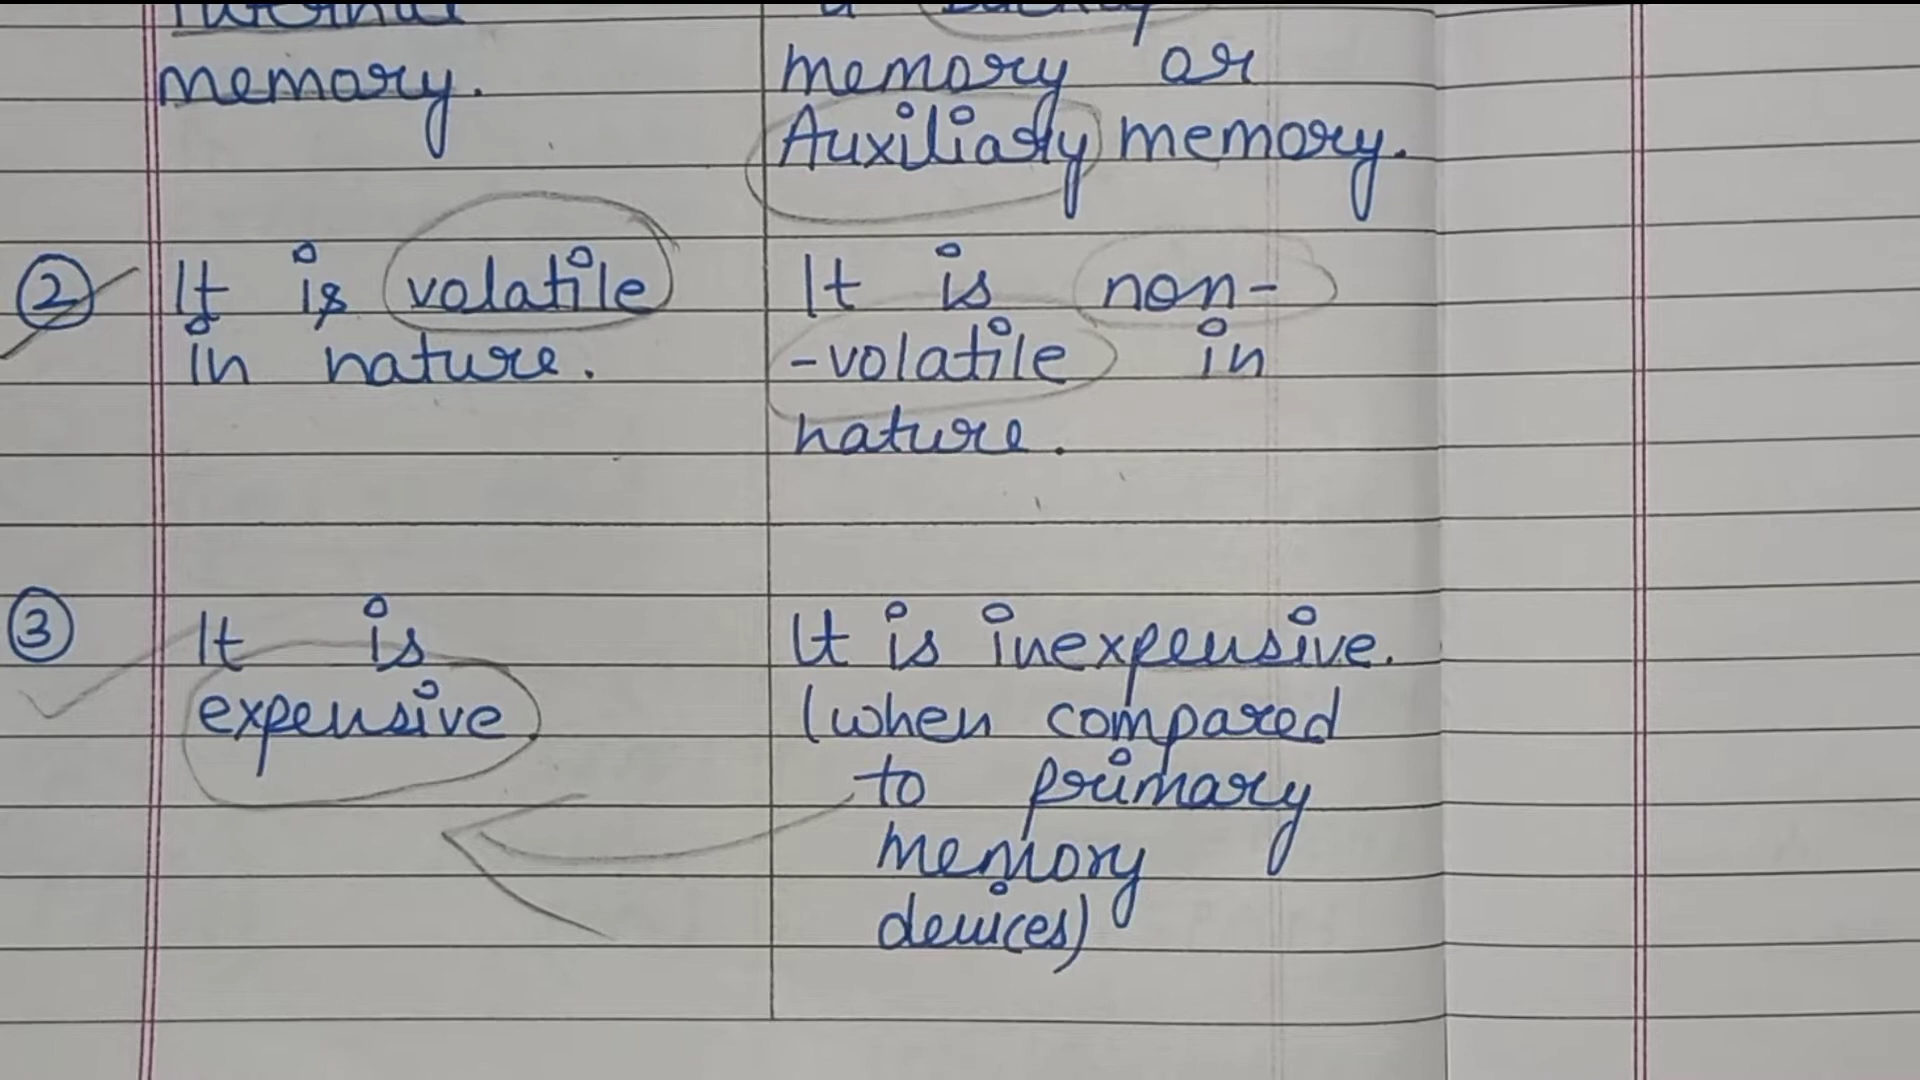 memory.
memory or
Auxiliary memory.
② It is volatile
in nature.
It is non-
-volatile in
nature.
③ It is
expensive.
It is inexpensive.
(when compared
to primary
memory
devices)